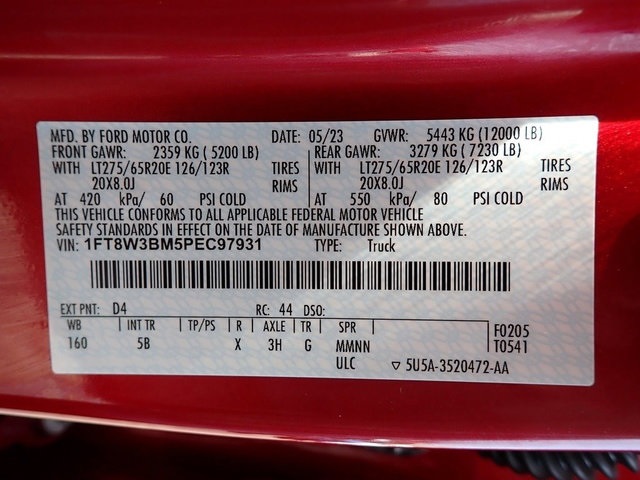 MFD. BY FORD MOTOR CO. DATE: 05/23 GVWR: 5443 KG (12000 LB)
FRONT GAWR: 2359 KG ( 5200 LB) REAR GAWR: 3279 KG ( 7230 LB)
WITH LT275/65R20E 126/123R TIRES WITH LT275/65R20E 126/123R TIRES
20X8.0J RIMS 20X8.0J RIMS
AT 420 kPa/ 60 PSI COLD AT 550 kPa/ 80 PSI COLD
THIS VEHICLE CONFORMS TO ALL APPLICABLE FEDERAL MOTOR VEHICLE
SAFETY STANDARDS IN EFFECT ON THE DATE OF MANUFACTURE SHOWN ABOVE.
VIN: 1FT8W3BM5PEC97931 TYPE: Truck
EXT PNT: D4 RC: 44 DSO:
WB INT TR TP/PS R AXLE TR SPR F0205
160 5B X 3H G MMNN T0541
ULC ▽ 5U5A-3520472-AA